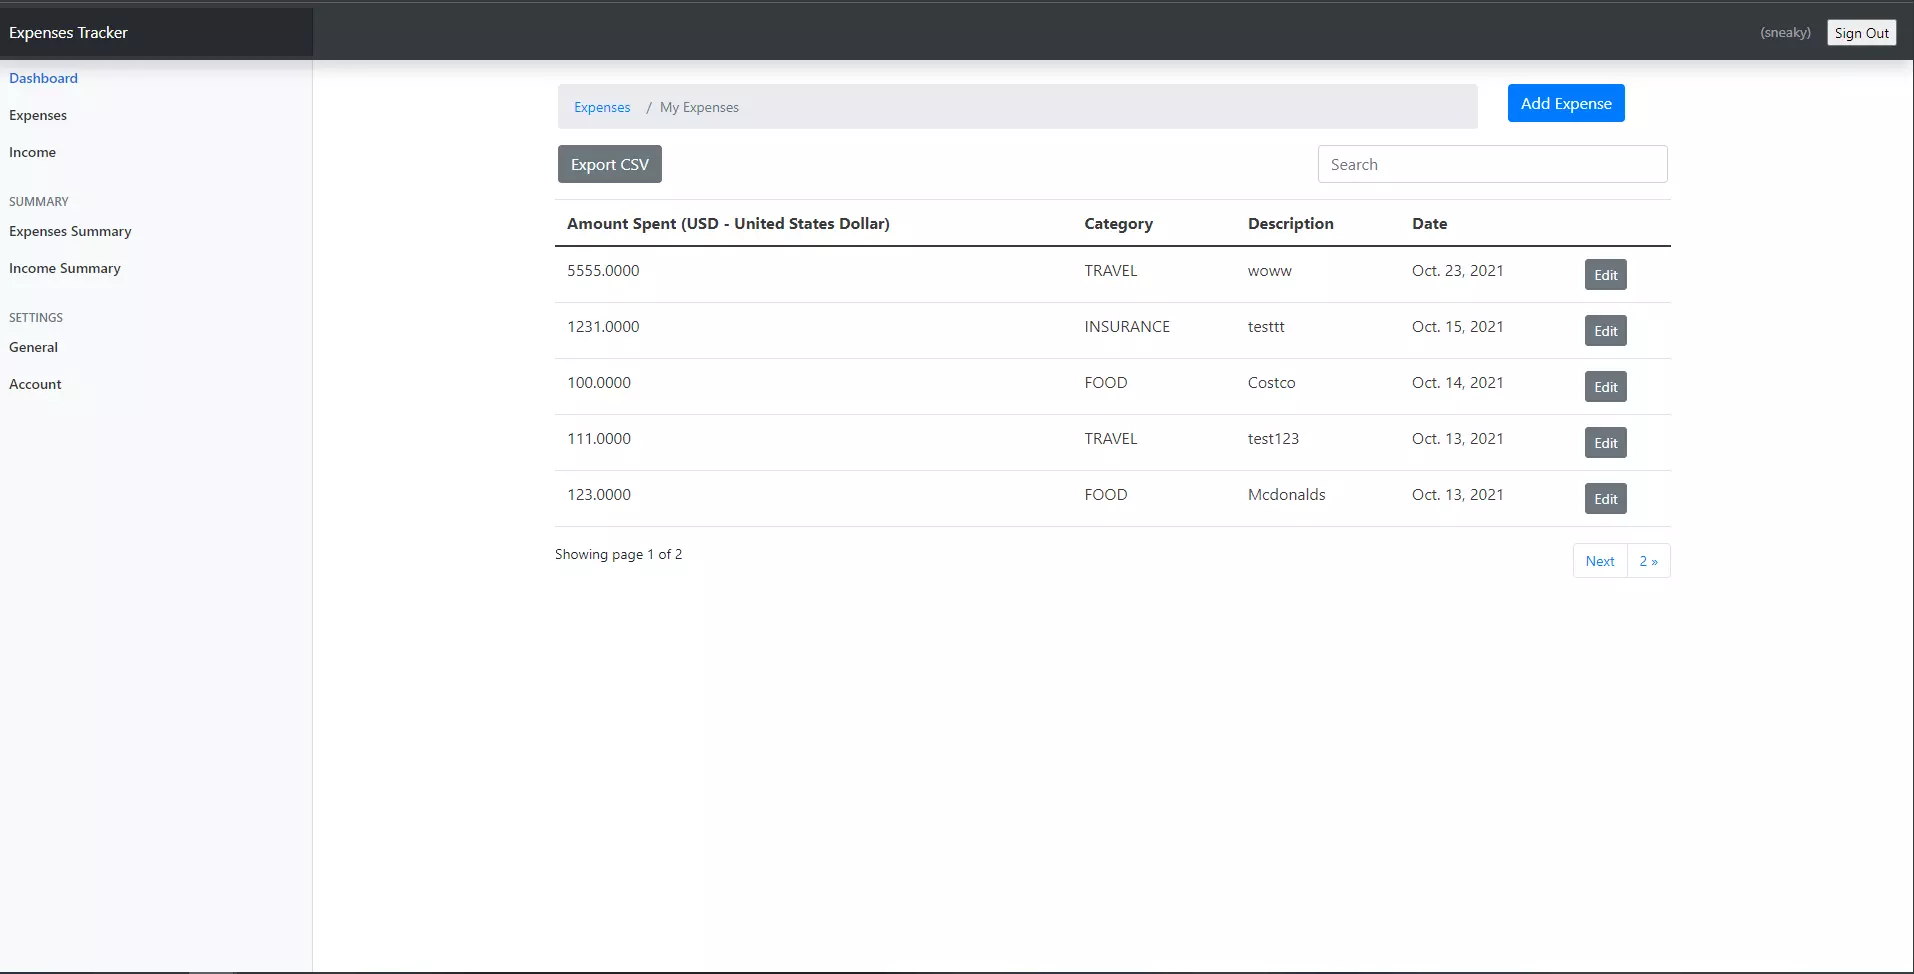 Expenses Tracker
(sneaky) Sign Out
Dashboard
Expenses
Income
SUMMARY
Expenses Summary
Income Summary
SETTINGS
General
Account
Expenses / My Expenses
Add Expense
Export CSV
Search
Amount Spent (USD - United States Dollar) Category Description Date
5555.0000 TRAVEL woww Oct. 23, 2021 Edit
1231.0000 INSURANCE testtt Oct. 15, 2021 Edit
100.0000 FOOD Costco Oct. 14, 2021 Edit
111.0000 TRAVEL test123 Oct. 13, 2021 Edit
123.0000 FOOD Mcdonalds Oct. 13, 2021 Edit
Showing page 1 of 2
Next 2 »